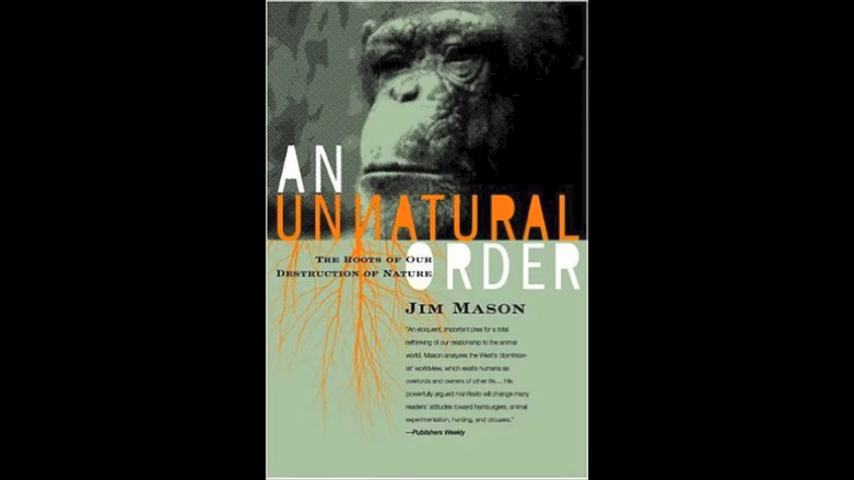 AN
UNNATURAL
ORDER
THE ROOTS OF OUR
DESTRUCTION OF NATURE
JIM MASON
"An eloquent, important plea for a total
rethinking of our relationship to the animal
world. Mason analyzes the West's 'dominion-
ist' worldview, which exalts humans as
overlords and owners of other life.... His
powerfully argued manifesto will change many
readers' attitudes toward hamburgers, animal
experimentation, hunting, and circuses."
—Publishers Weekly